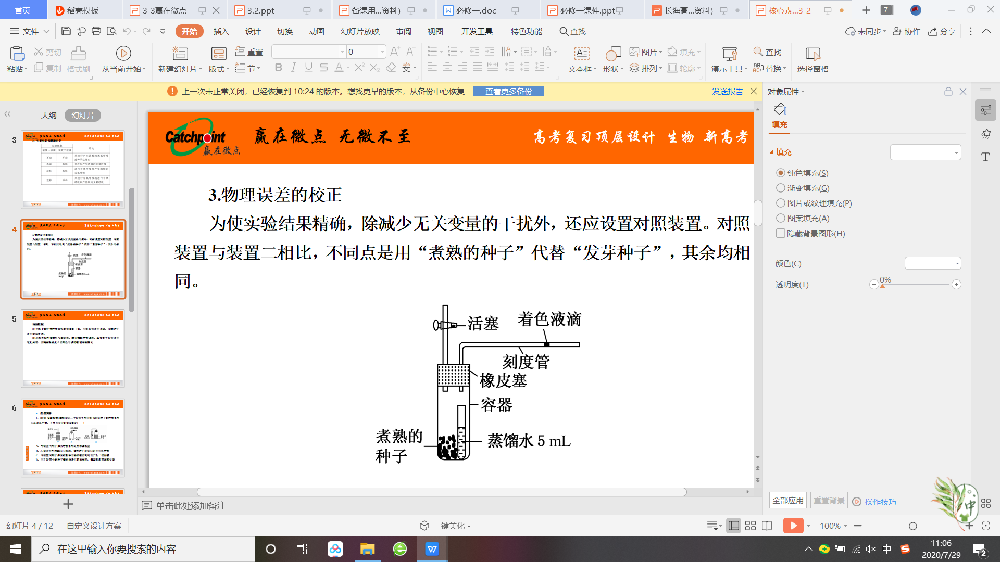 首页 稻壳模板 3-3赢在微点 3.2.ppt 备课用...资料) 必修一.doc 必修一课件.ppt 长海高...资料) 核心素...3-2 7
文件 开始 插入 设计 切换 动画 幻灯片放映 审阅 视图 开发工具 特色功能 查找 未同步 协作 分享
粘贴 剪切 复制 格式刷 从当前开始 新建幻灯片 版式 重置 节 0 文本框 形状 图片 排列 填充 轮廓 演示工具 查找 替换 选择窗格
上一次未正常关闭，已经恢复到 10:24 的版本。想找更早的版本，从备份中心恢复 查看更多备份 发送报告
对象属性
大纲 幻灯片
3
4
5
6
Catchpoint 赢在微点
赢在微点 无微不至 高考复习顶层设计 生物 新高考
3.物理误差的校正
为使实验结果精确，除减少无关变量的干扰外，还应设置对照装置。对照
装置与装置二相比，不同点是用“煮熟的种子”代替“发芽种子”，其余均相
同。
活塞
着色液滴
刻度管
橡皮塞
容器
煮熟的
种子
蒸馏水 5 mL
填充
填充
纯色填充(S)
渐变填充(G)
图片或纹理填充(P)
图案填充(A)
隐藏背景图形(H)
颜色(C)
透明度(T) 0%
全部应用 重置背景 操作技巧
单击此处添加备注
幻灯片 4 / 12 自定义设计方案 一键美化 100%
中
在这里输入你要搜索的内容
中
11:06
2020/7/29
2